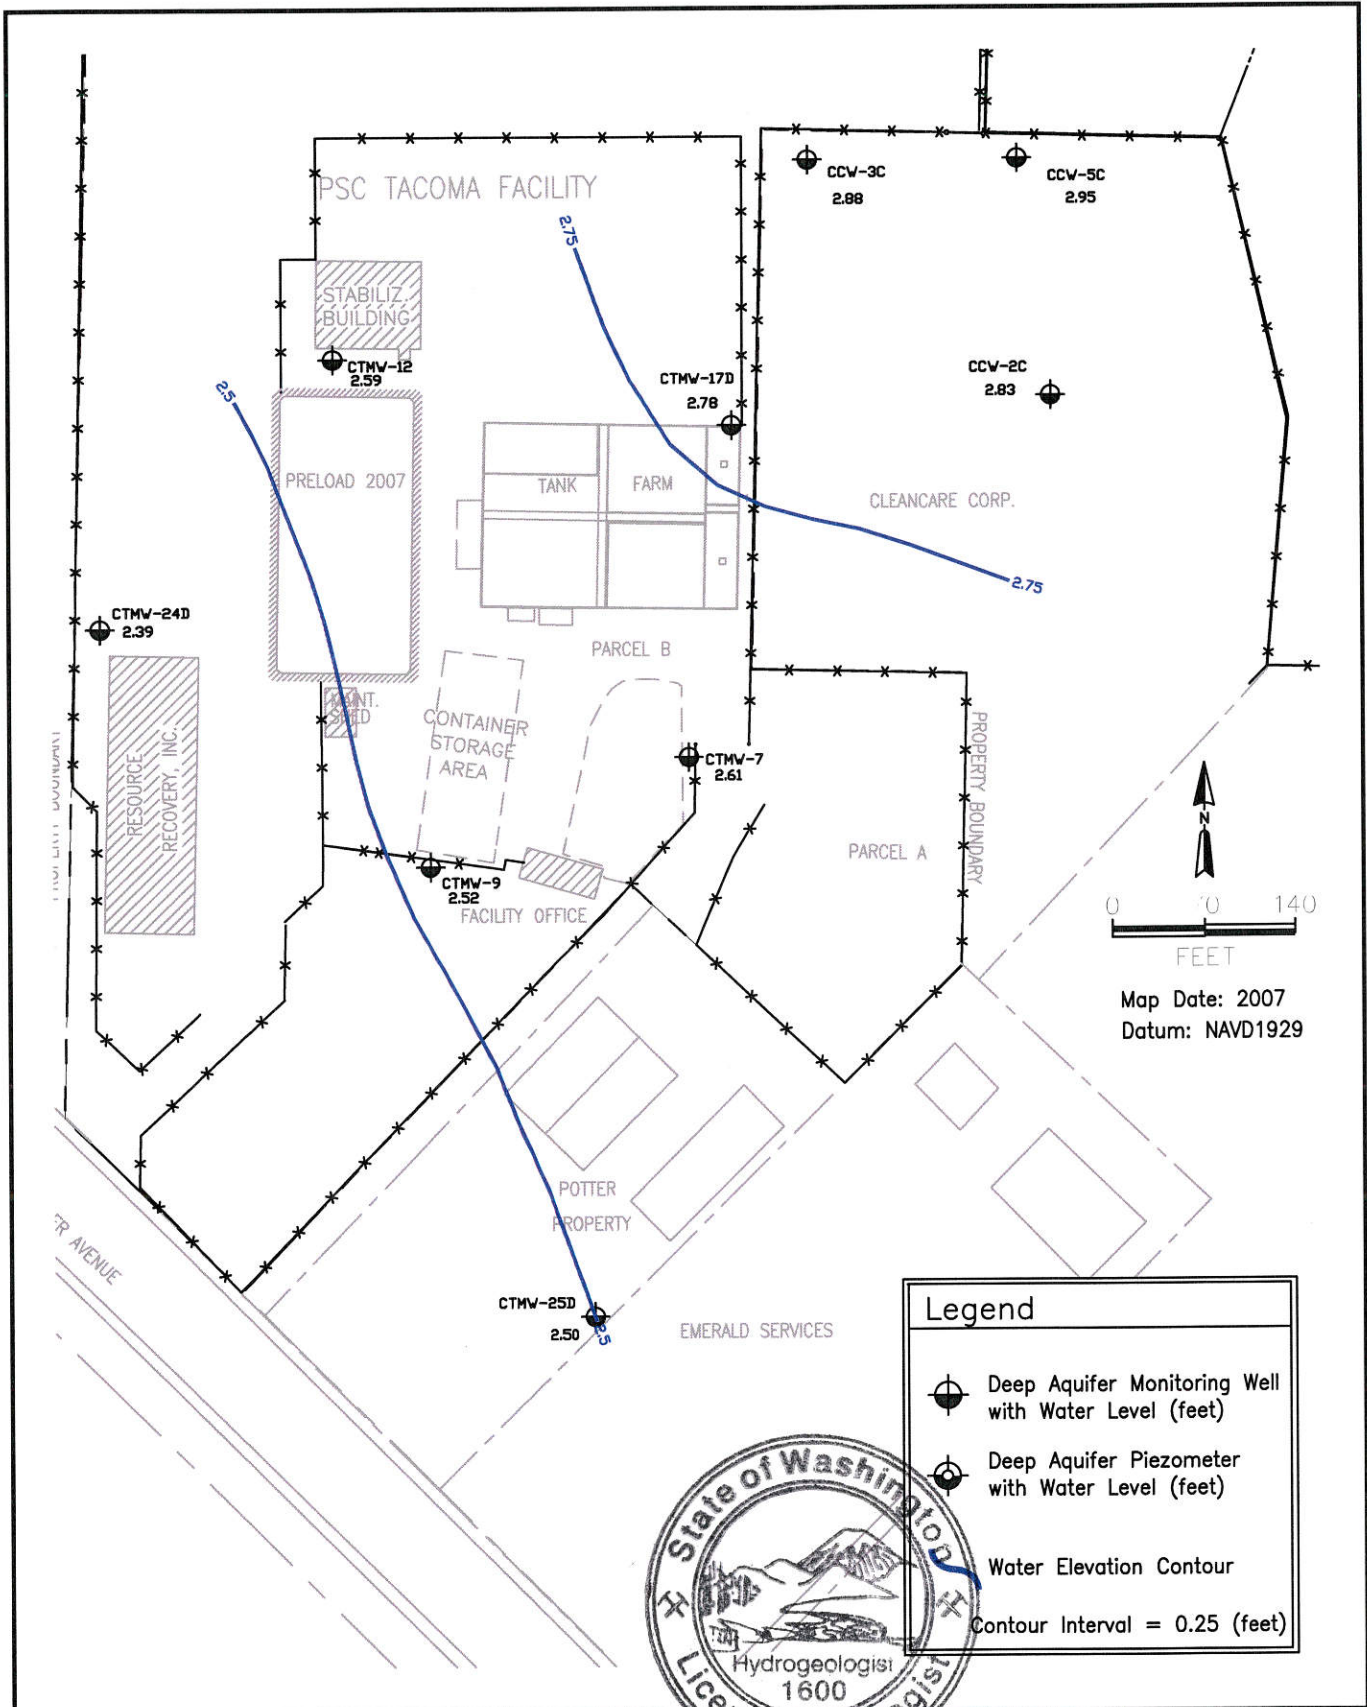 PSC TACOMA FACILITY
2.75
CCW-3C
2.88
CCW-5C
2.95
STABILIZ.
BUILDING
CTMW-12
2.59
2.5
CTMW-17D
2.78
CCW-2C
2.83
PRELOAD 2007
TANK FARM
CLEANCARE CORP.
2.75
CTMW-24D
2.39
PARCEL B
MAINT.
SHED
CONTAINER
STORAGE
AREA
RESOURCE
RECOVERY, INC.
CTMW-7
2.61
PROPERTY BOUNDARY
PARCEL A
N
CTMW-9
2.52
FACILITY OFFICE
0 70 140
FEET
Map Date: 2007
Datum: NAVD1929
POTTER
PROPERTY
AVENUE
CTMW-25D
2.50
2.5
EMERALD SERVICES
Legend
Deep Aquifer Monitoring Well
with Water Level (feet)
Deep Aquifer Piezometer
with Water Level (feet)
Water Elevation Contour
Contour Interval = 0.25 (feet)
State of Washington
Hydrogeologist
1600